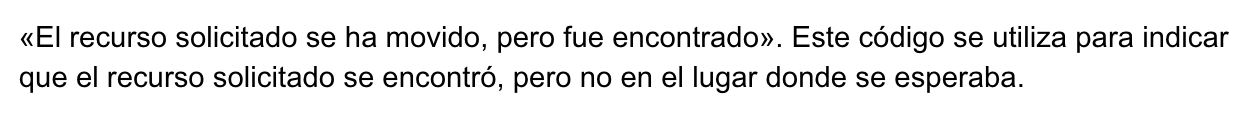 «El recurso solicitado se ha movido, pero fue encontrado». Este código se utiliza para indicar
que el recurso solicitado se encontró, pero no en el lugar donde se esperaba.